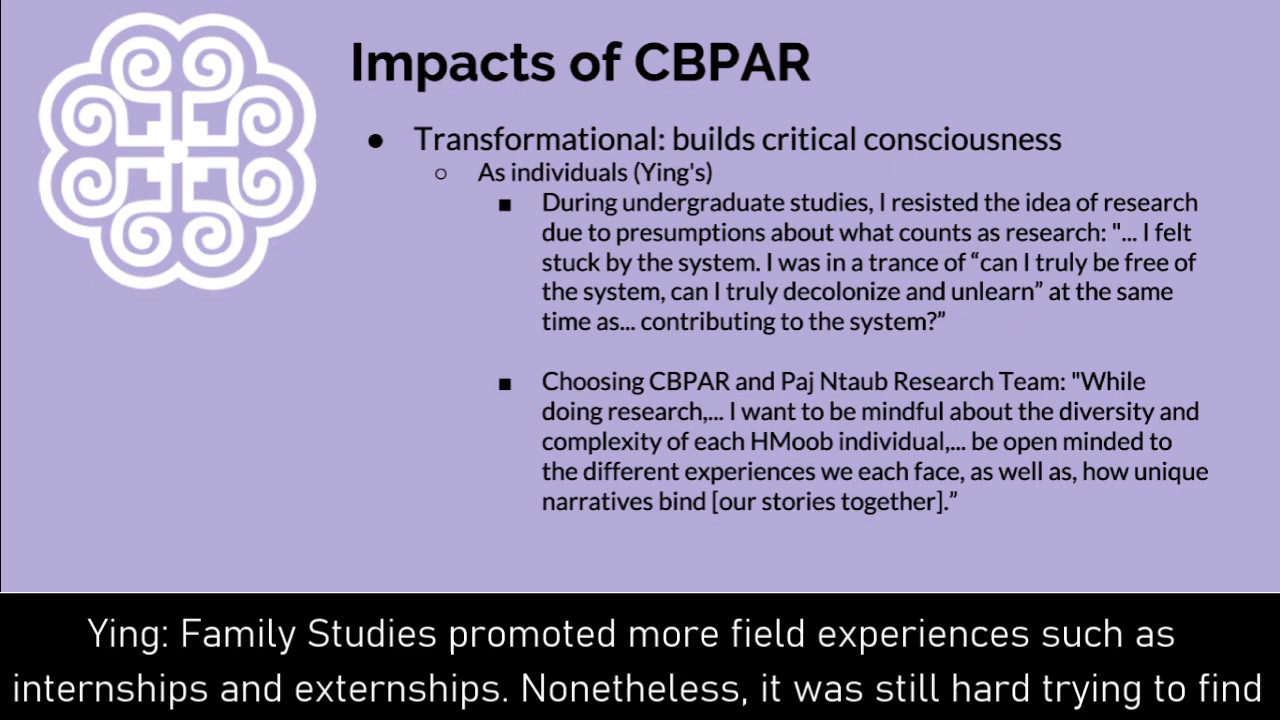 Impacts of CBPAR
● Transformational: builds critical consciousness
○ As individuals (Ying's)
■ During undergraduate studies, I resisted the idea of research
due to presumptions about what counts as research: "... I felt
stuck by the system. I was in a trance of “can I truly be free of
the system, can I truly decolonize and unlearn” at the same
time as... contributing to the system?”
■ Choosing CBPAR and Paj Ntaub Research Team: "While
doing research,... I want to be mindful about the diversity and
complexity of each HMoob individual,... be open minded to
the different experiences we each face, as well as, how unique
narratives bind [our stories together].”
Ying: Family Studies promoted more field experiences such as
internships and externships. Nonetheless, it was still hard trying to find